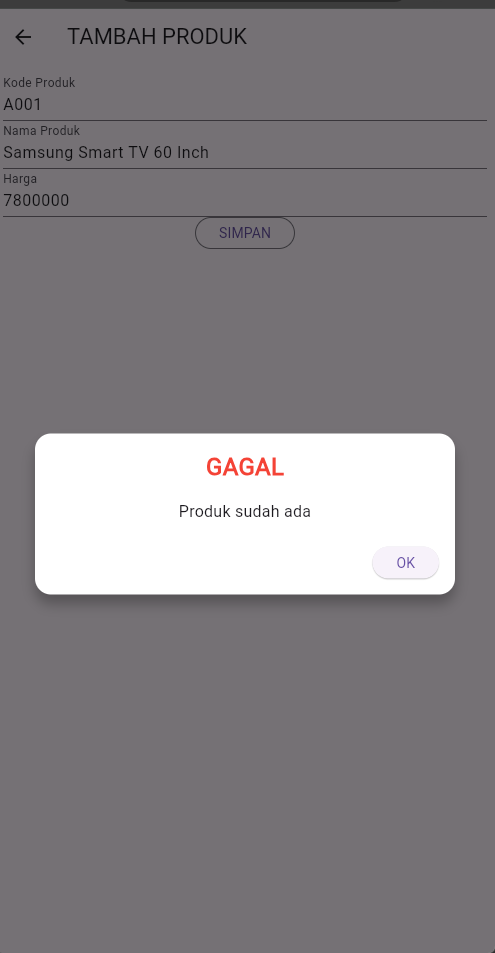 TAMBAH PRODUK
Kode Produk
A001
Nama Produk
Samsung Smart TV 60 Inch
Harga
7800000
SIMPAN
GAGAL
Produk sudah ada
OK